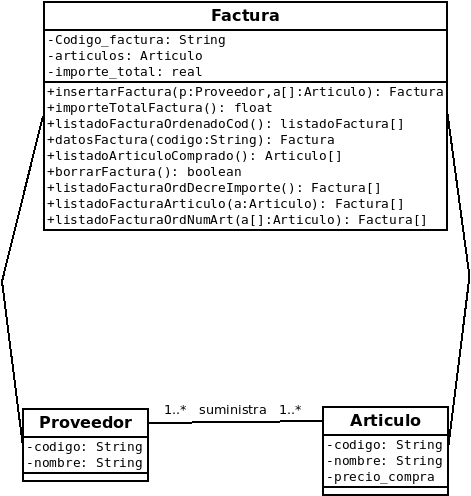 Factura
-Codigo_factura: String
-articulos: Articulo
-importe_total: real
+insertarFactura(p:Proveedor,a[]:Articulo): Factura
+importeTotalFactura(): float
+listadoFacturaOrdenadoCod(): listadoFactura[]
+datosFactura(codigo:String): Factura
+listadoArticuloComprado(): Articulo[]
+borrarFactura(): boolean
+listadoFacturaOrdDecreImporte(): Factura[]
+listadoFacturaArticulo(a:Articulo): Factura[]
+listadoFacturaOrdNumArt(a[]:Articulo): Factura[]
1..* suministra 1..*
Proveedor
-codigo: String
-nombre: String
Articulo
-codigo: String
-nombre: String
-precio_compra